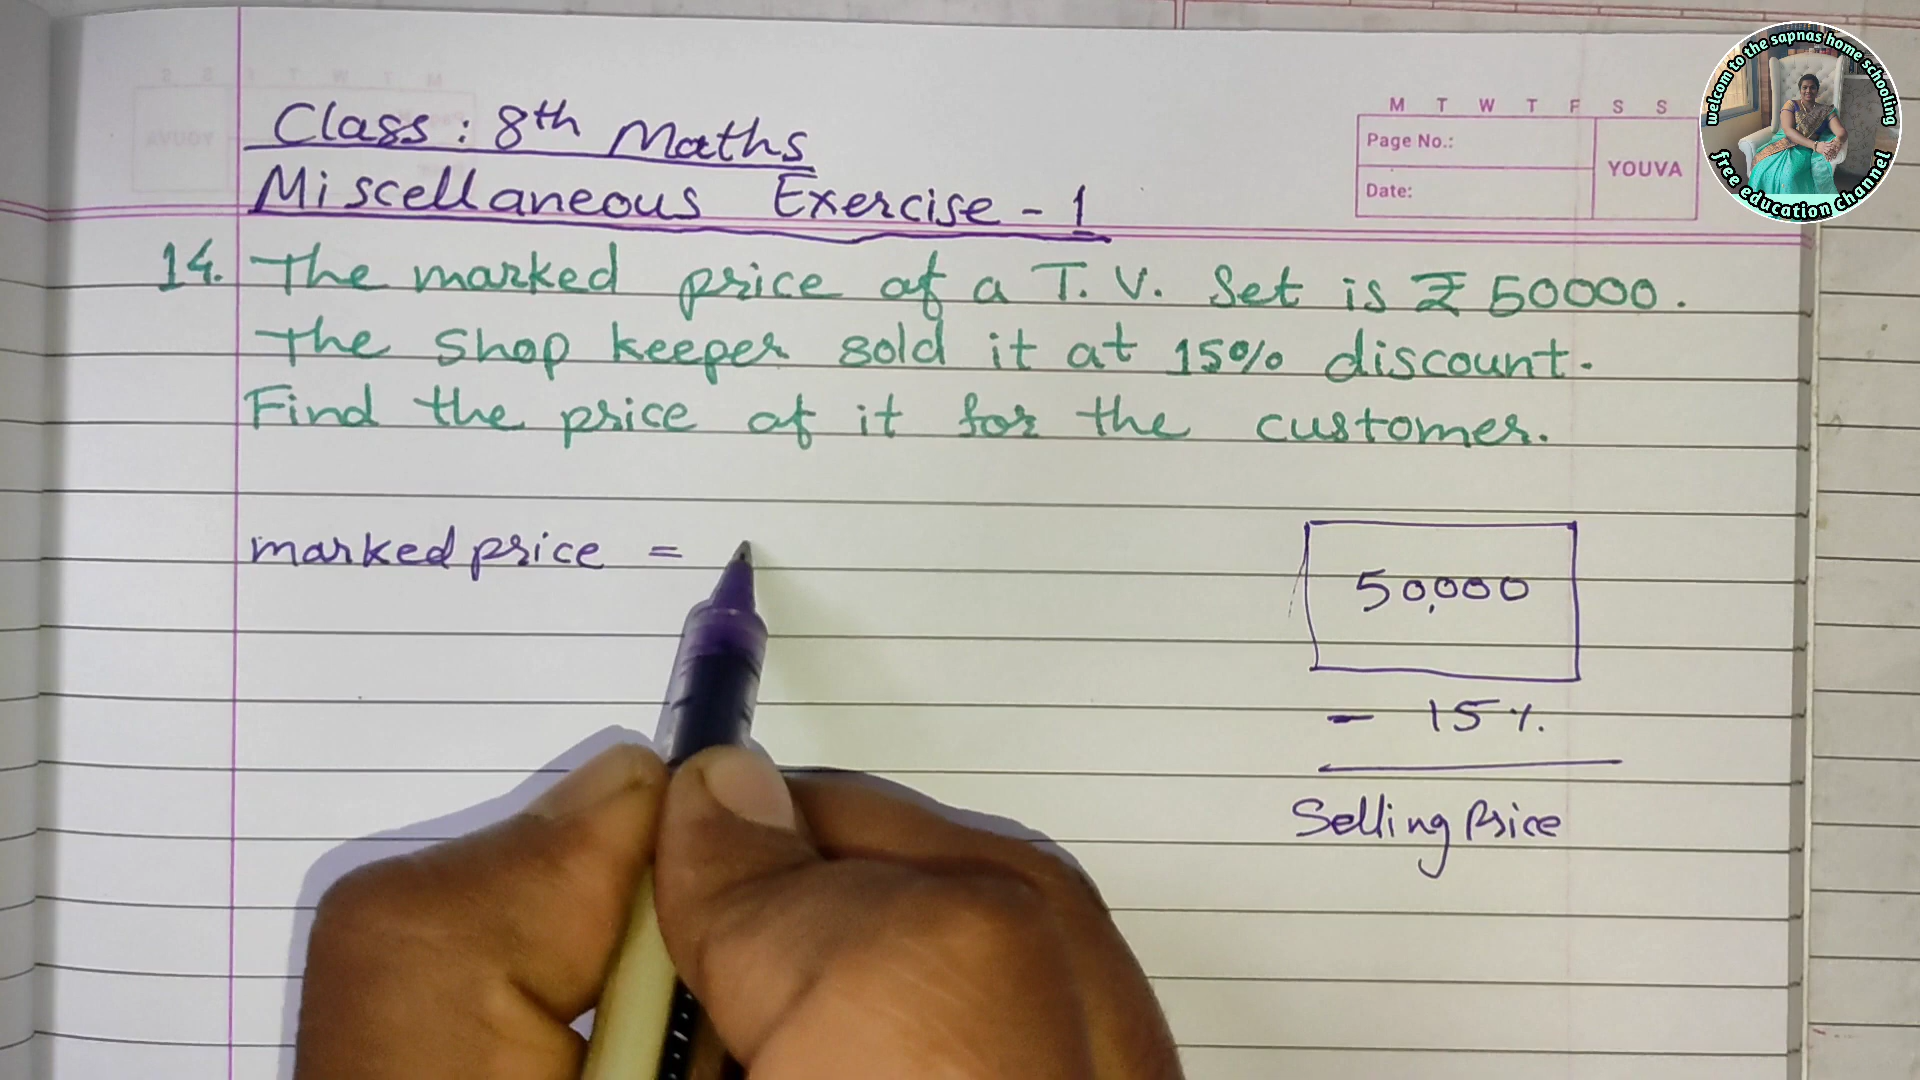 welcom to the sapnas home schooling
free education channel
M T W T F S S
Page No.:
YOUVA
Date:
Class : 8th Maths
Miscellaneous Exercise - 1
14. The marked price of a T. V. Set is ₹ 50000.
The shop keeper sold it at 15% discount.
Find the price of it for the customer.
marked price =
50,000
- 15%.
Selling Price